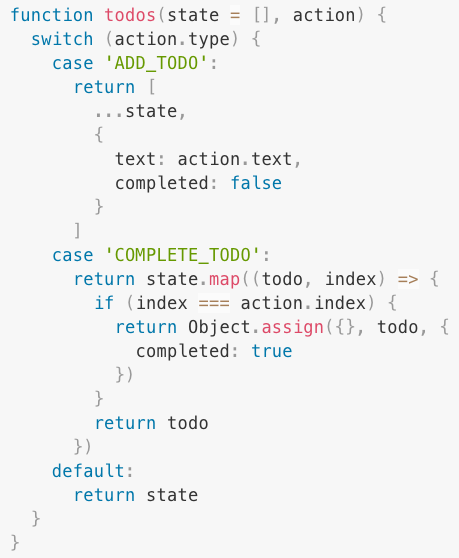 function todos(state = [], action) {
  switch (action.type) {
    case 'ADD_TODO':
      return [
        ...state,
        {
          text: action.text,
          completed: false
        }
      ]
    case 'COMPLETE_TODO':
      return state.map((todo, index) => {
        if (index === action.index) {
          return Object.assign({}, todo, {
            completed: true
          })
        }
        return todo
      })
    default:
      return state
  }
}